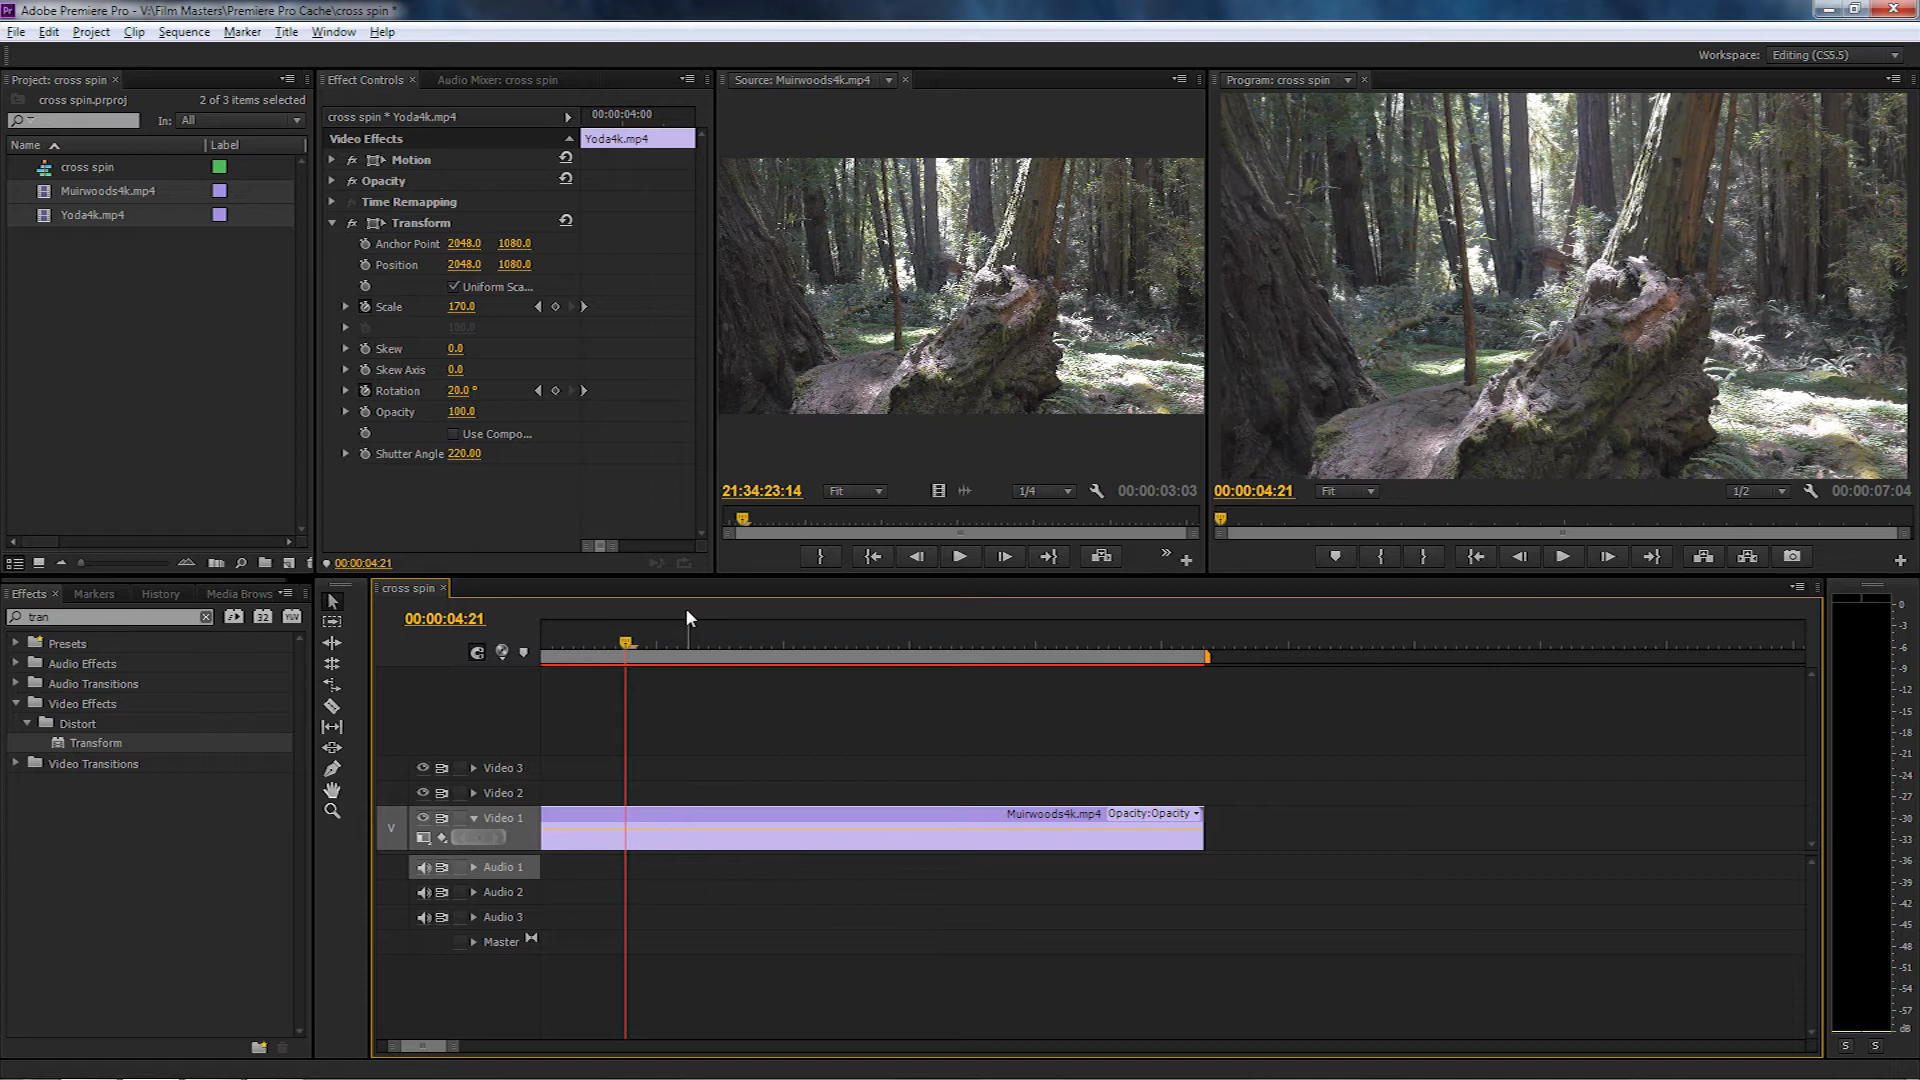 Adobe Premiere Pro - V:\Film Masters\Premiere Pro Cache\cross spin *
File Edit Project Clip Sequence Marker Title Window Help
Workspace: Editing (CS5.5)
Project: cross spin
Effect Controls
Audio Mixer: cross spin
Source: Muirwoods4k.mp4
Program: cross spin
cross spin.prproj
2 of 3 items selected
In: All
Name
Label
cross spin
Muirwoods4k.mp4
Yoda4k.mp4
cross spin * Yoda4k.mp4
00:00:04:00
Video Effects
Yoda4k.mp4
fx Motion
fx Opacity
Time Remapping
fx Transform
Anchor Point 2048.0 1080.0
Position 2048.0 1080.0
Uniform Sca...
Scale 170.0
100.0
Skew 0.0
Skew Axis 0.0
Rotation 20.0 °
Opacity 100.0
Use Compo...
Shutter Angle 220.00
00:00:04:21
21:34:23:14
Fit
1/4
00:00:03:03
00:00:04:21
Fit
1/2
00:00:07:04
Effects
Markers
History
Media Brows
tran
32
YUV
Presets
Audio Effects
Audio Transitions
Video Effects
Distort
Transform
Video Transitions
cross spin
00:00:04:21
Video 3
Video 2
V
Video 1
Muirwoods4k.mp4 Opacity:Opacity
Audio 1
Audio 2
Audio 3
Master
0
-3
-6
-9
-12
-15
-18
-21
-24
-27
-30
-33
-36
-39
-42
-45
-48
-51
-54
-57
dB
S S